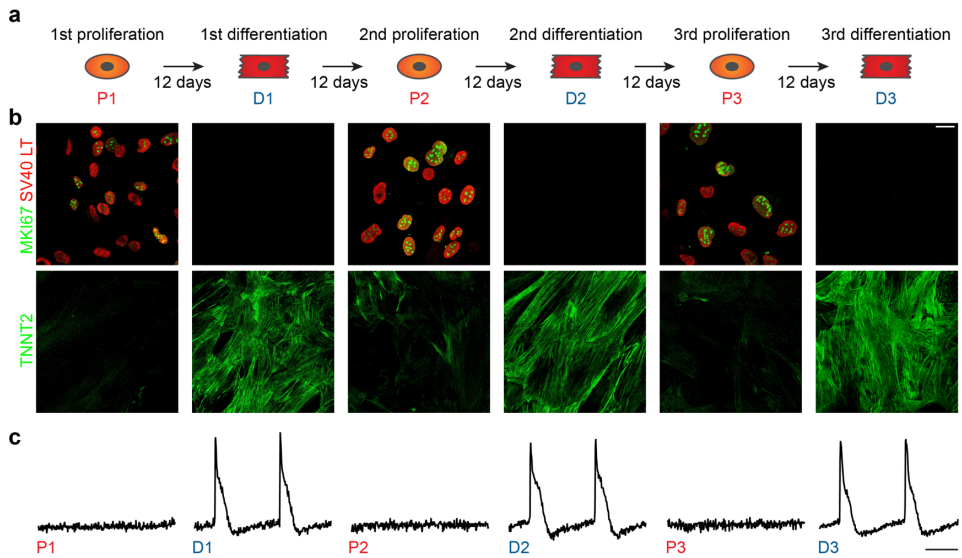 a
1st proliferation 1st differentiation 2nd proliferation 2nd differentiation 3rd proliferation 3rd differentiation
12 days 12 days 12 days 12 days 12 days
P1 D1 P2 D2 P3 D3
b
MKI67 SV40 LT
TNNT2
c
P1 D1 P2 D2 P3 D3